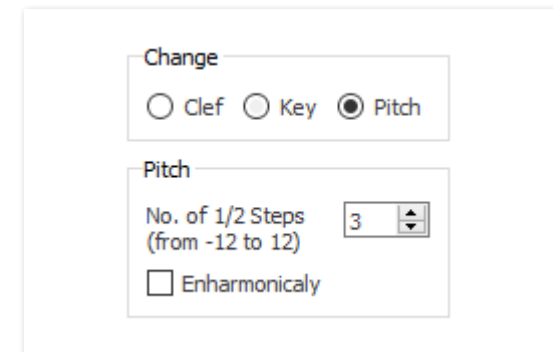 Change
Clef Key Pitch
Pitch
No. of 1/2 Steps
(from -12 to 12)
3
Enharmonicaly